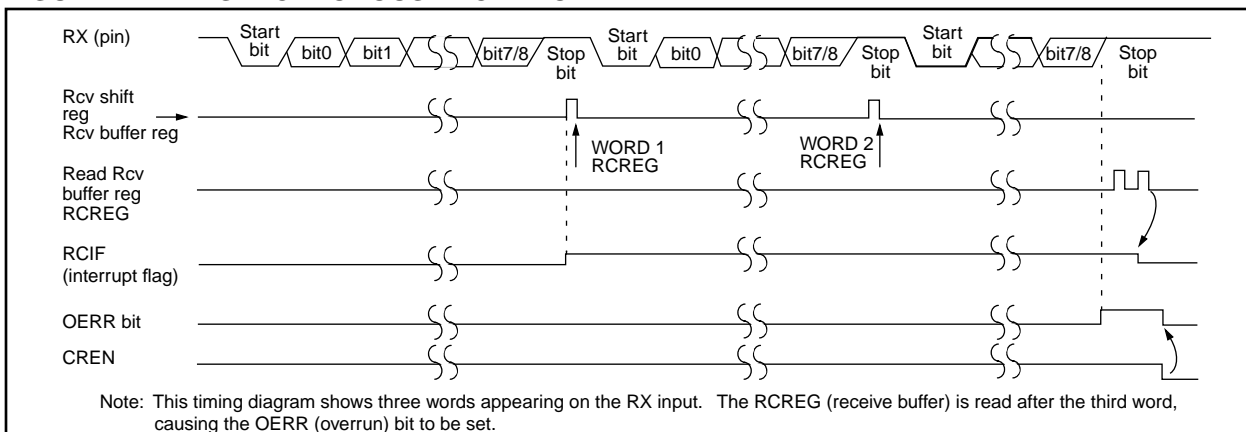 RX (pin)
Start
bit
bit0
bit1
bit7/8
Stop
bit
Start
bit
bit0
bit7/8
Stop
bit
Start
bit
bit7/8
Stop
bit
Rcv shift
reg
Rcv buffer reg
WORD 1
RCREG
WORD 2
RCREG
Read Rcv
buffer reg
RCREG
RCIF
(interrupt flag)
OERR bit
CREN
Note: This timing diagram shows three words appearing on the RX input. The RCREG (receive buffer) is read after the third word,
causing the OERR (overrun) bit to be set.